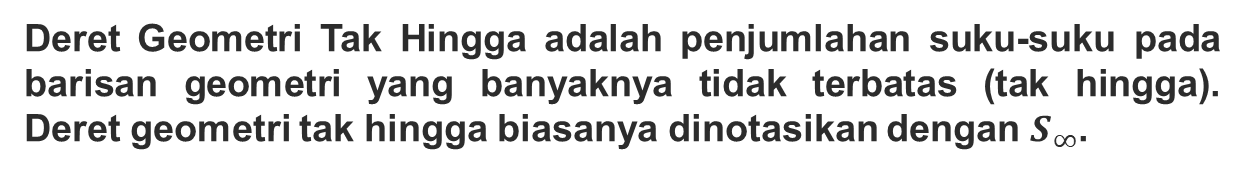 Deret Geometri Tak Hingga adalah penjumlahan suku-suku pada
barisan geometri yang banyaknya tidak terbatas (tak hingga).
Deret geometri tak hingga biasanya dinotasikan dengan S∞.